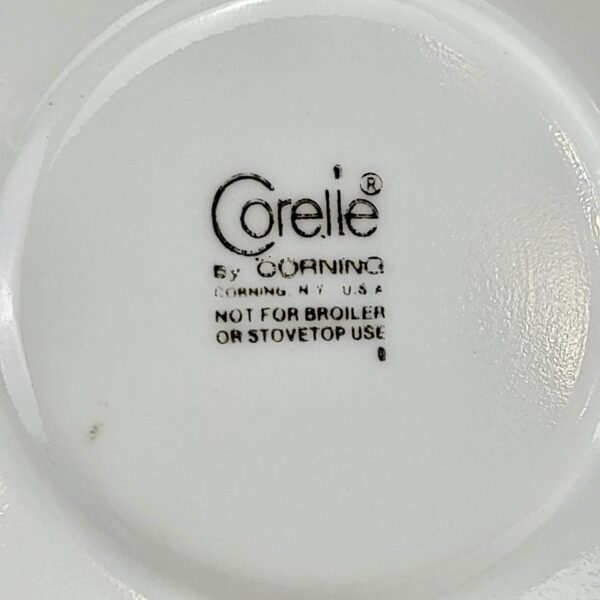 Corelle®
By CORNING
CORNING, N.Y. U.S.A
NOT FOR BROILER
OR STOVETOP USE